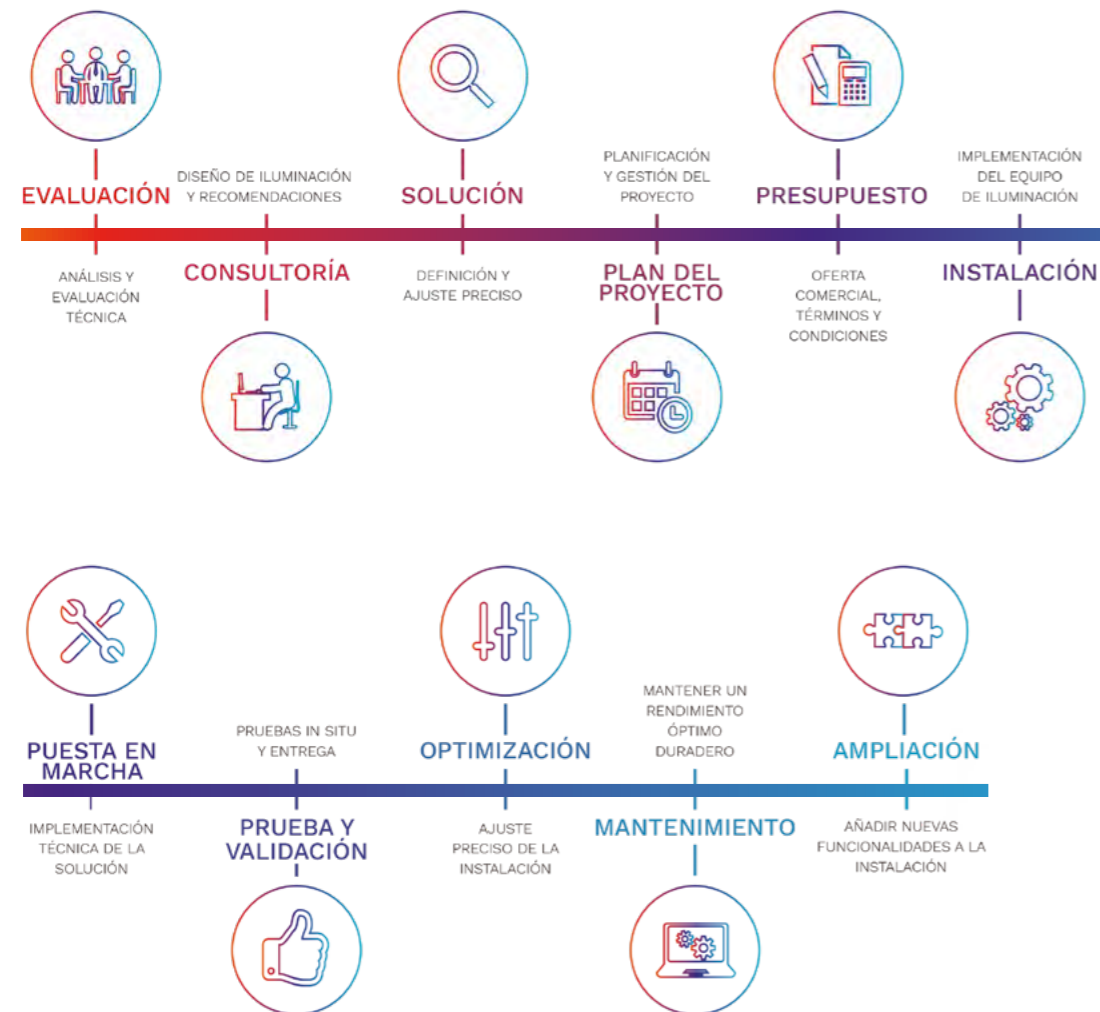 EVALUACIÓN
ANÁLISIS Y
EVALUACIÓN
TÉCNICA
DISEÑO DE ILUMINACIÓN
Y RECOMENDACIONES
CONSULTORÍA
SOLUCIÓN
DEFINICIÓN Y
AJUSTE PRECISO
PLANIFICACIÓN
Y GESTIÓN DEL
PROYECTO
PLAN DEL
PROYECTO
PRESUPUESTO
OFERTA
COMERCIAL,
TÉRMINOS Y
CONDICIONES
IMPLEMENTACIÓN
DEL EQUIPO
DE ILUMINACIÓN
INSTALACIÓN
PUESTA EN
MARCHA
IMPLEMENTACIÓN
TÉCNICA DE LA
SOLUCIÓN
PRUEBAS IN SITU
Y ENTREGA
PRUEBA Y
VALIDACIÓN
OPTIMIZACIÓN
AJUSTE
PRECISO DE LA
INSTALACIÓN
MANTENER UN
RENDIMIENTO
ÓPTIMO
DURADERO
MANTENIMIENTO
AMPLIACIÓN
AÑADIR NUEVAS
FUNCIONALIDADES A LA
INSTALACIÓN